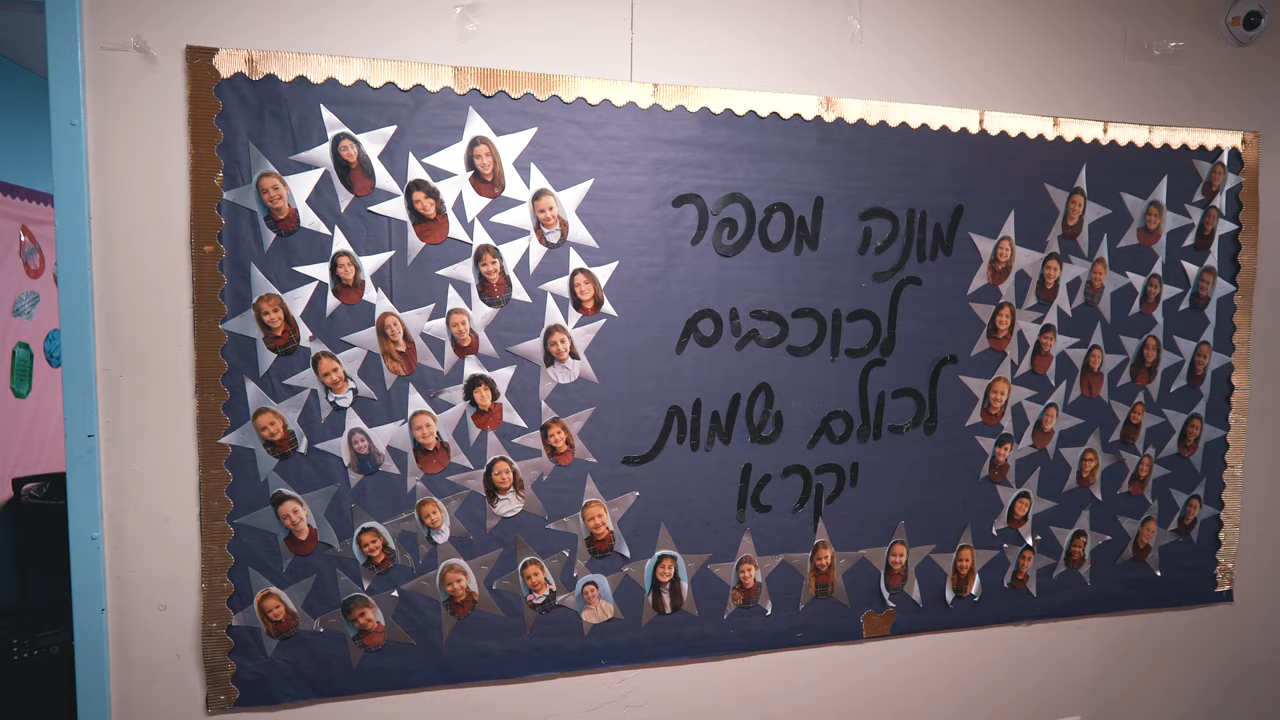 מונה מספר
לכוכבים
לכולם שמות
יקרא